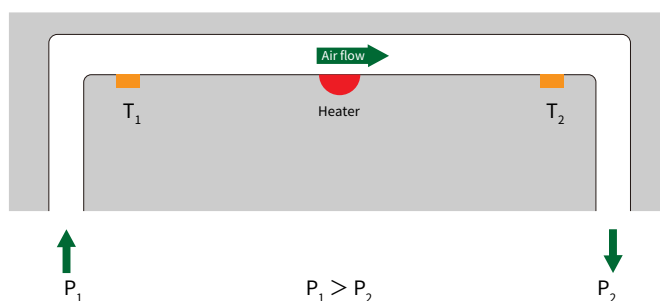 Air flow
T₁
Heater
T₂
P₁
P₁ > P₂
P₂